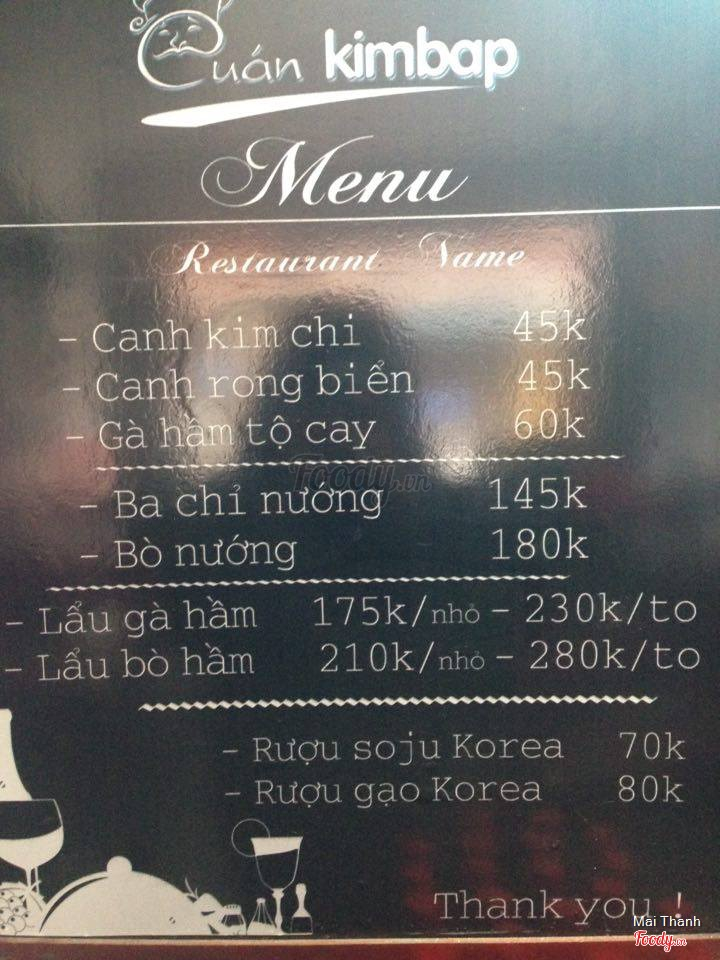 Quán kimbap
Menu
Restaurant Name
- Canh kim chi 45k
- Canh rong biển 45k
- Gà hầm tộ cay 60k
Foody.vn
- Ba chỉ nướng 145k
- Bò nướng 180k
- Lẩu gà hầm 175k/nhỏ - 230k/to
- Lẩu bò hầm 210k/nhỏ - 280k/to
- Rượu soju Korea 70k
- Rượu gạo Korea 80k
Thank you !
Mai Thanh
Foody.vn